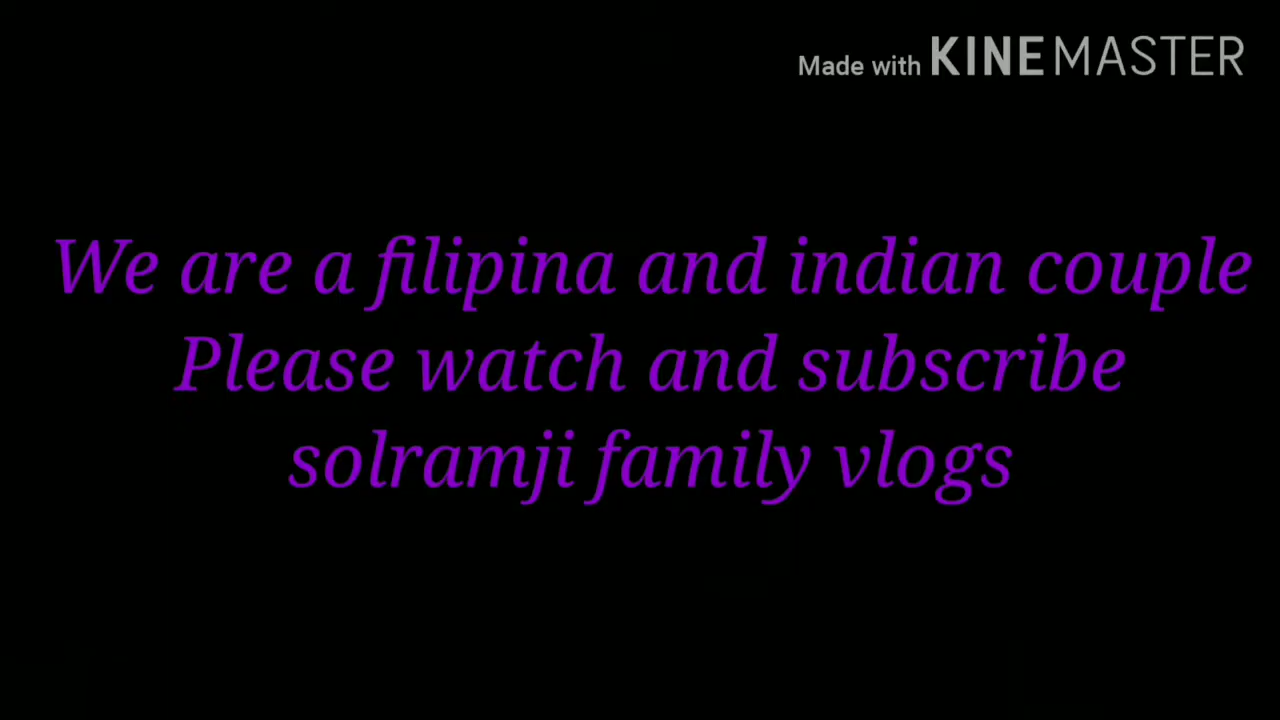 Made with KINEMASTER
We are a filipina and indian couple
Please watch and subscribe
solramji family vlogs